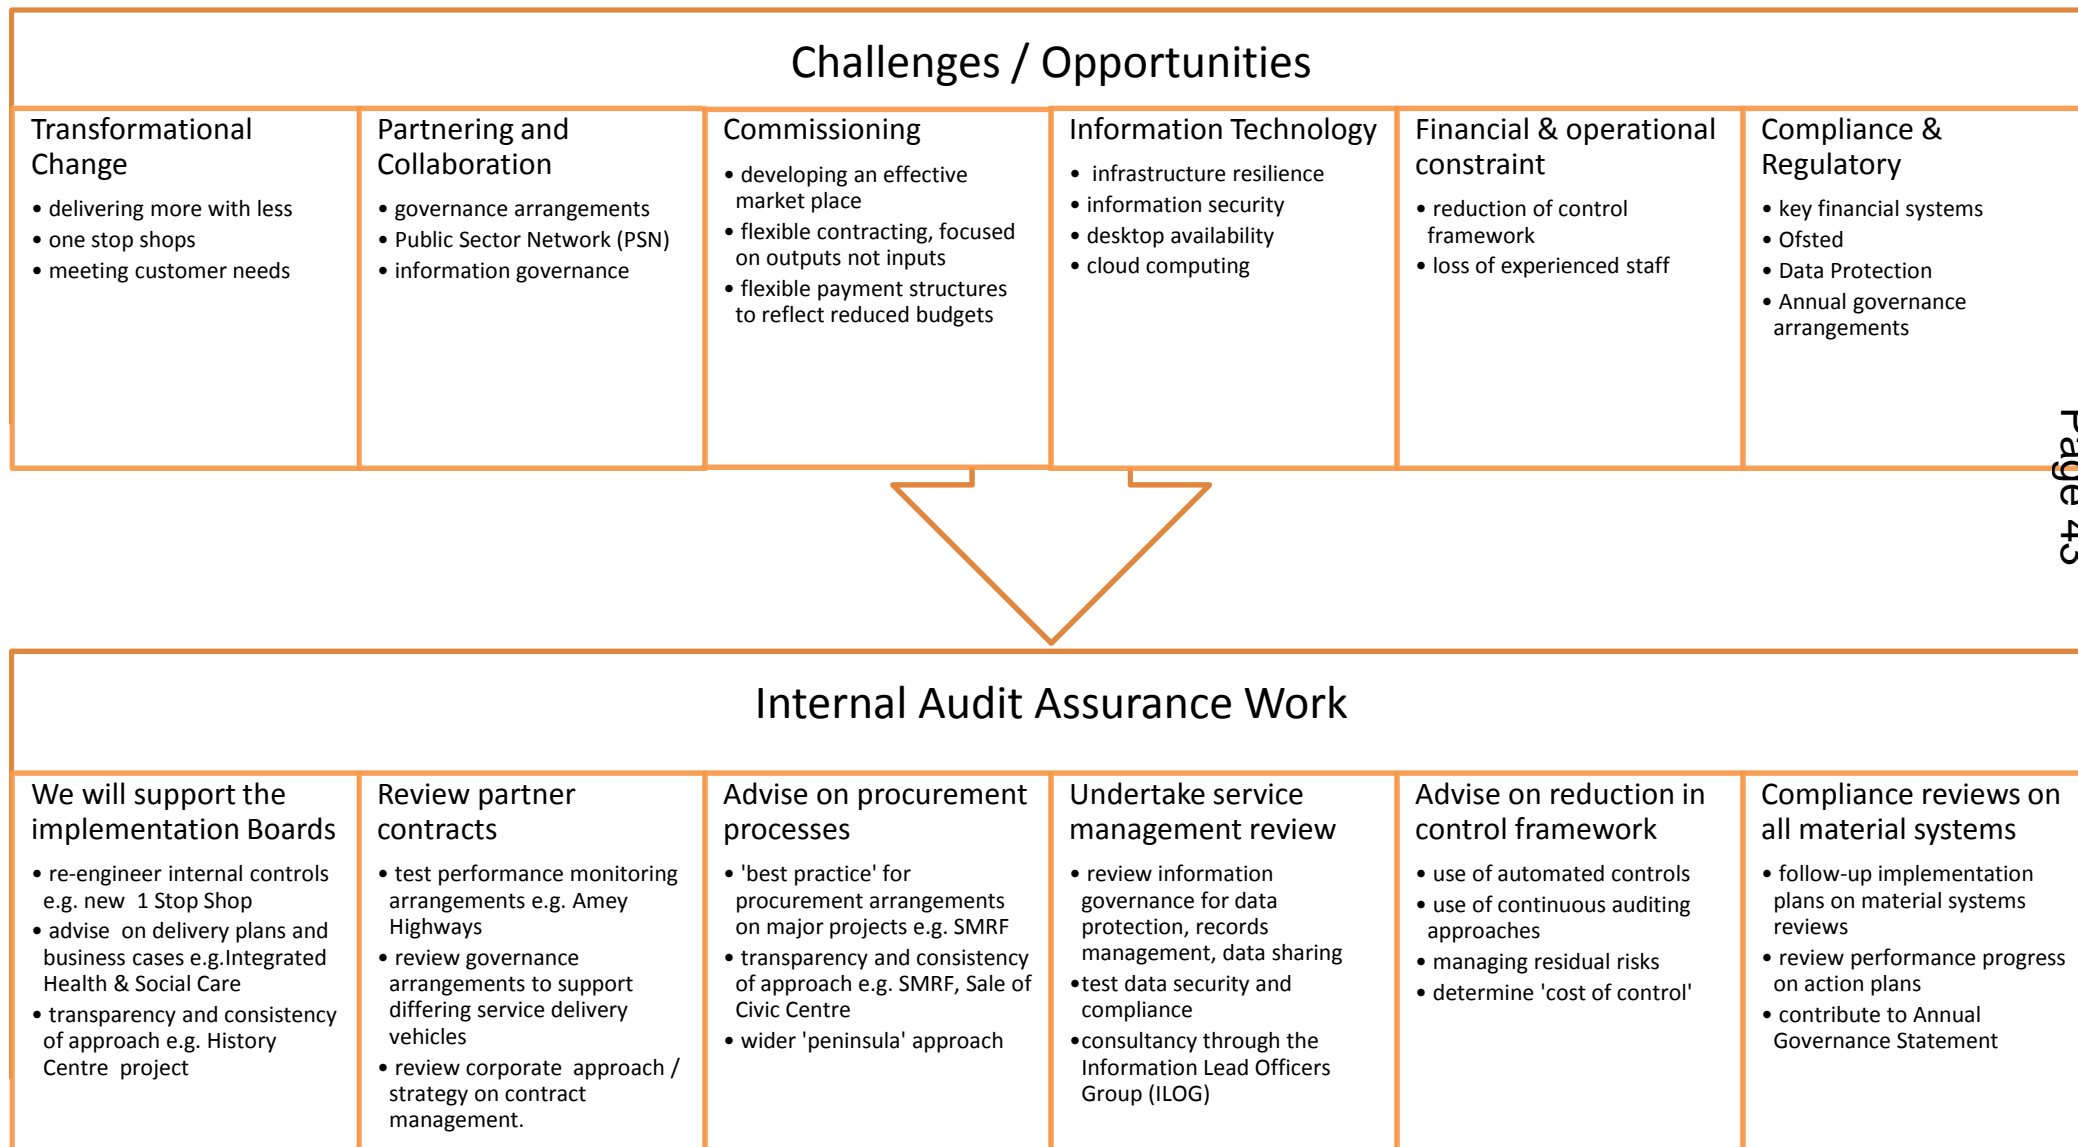 Challenges / Opportunities
Transformational
Change
• delivering more with less
• one stop shops
• meeting customer needs
Partnering and
Collaboration
• governance arrangements
• Public Sector Network (PSN)
• information governance
Commissioning
• developing an effective
market place
• flexible contracting, focused
on outputs not inputs
• flexible payment structures
to reflect reduced budgets
Information Technology
• infrastructure resilience
• information security
• desktop availability
• cloud computing
Financial & operational
constraint
• reduction of control
framework
• loss of experienced staff
Compliance &
Regulatory
• key financial systems
• Ofsted
• Data Protection
• Annual governance
arrangements
Page 43
Internal Audit Assurance Work
We will support the
implementation Boards
• re-engineer internal controls
e.g. new 1 Stop Shop
• advise on delivery plans and
business cases e.g.Integrated
Health & Social Care
• transparency and consistency
of approach e.g. History
Centre project
Review partner
contracts
• test performance monitoring
arrangements e.g. Amey
Highways
• review governance
arrangements to support
differing service delivery
vehicles
• review corporate approach /
strategy on contract
management.
Advise on procurement
processes
• 'best practice' for
procurement arrangements
on major projects e.g. SMRF
• transparency and consistency
of approach e.g. SMRF, Sale of
Civic Centre
• wider 'peninsula' approach
Undertake service
management review
• review information
governance for data
protection, records
management, data sharing
•test data security and
compliance
•consultancy through the
Information Lead Officers
Group (ILOG)
Advise on reduction in
control framework
• use of automated controls
• use of continuous auditing
approaches
• managing residual risks
• determine 'cost of control'
Compliance reviews on
all material systems
• follow-up implementation
plans on material systems
reviews
• review performance progress
on action plans
• contribute to Annual
Governance Statement